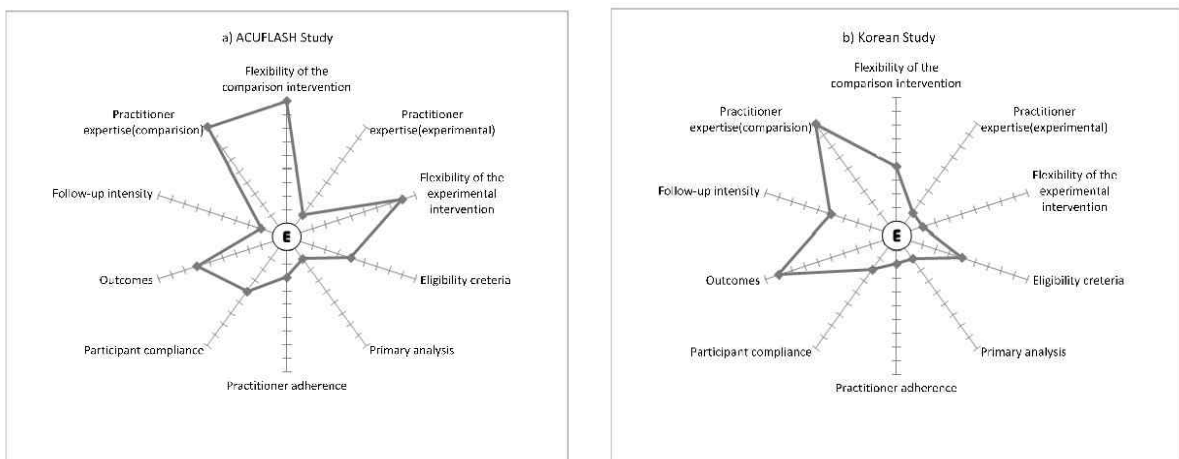 a) ACUFLASH Study
Flexibility of the
comparison intervention
Practitioner
expertise(comparision)
Practitioner
expertise(experimental)
Follow-up intensity
Flexibility of the
experimental
intervention
E
Outcomes
Eligibility creteria
Participant compliance
Primary analysis
Practitioner adherence
b) Korean Study
Flexibility of the
comparison intervention
Practitioner
expertise(comparision)
Practitioner
expertise(experimental)
Follow-up intensity
Flexibility of the
experimental
intervention
E
Outcomes
Eligibility creteria
Participant compliance
Primary analysis
Practitioner adherence